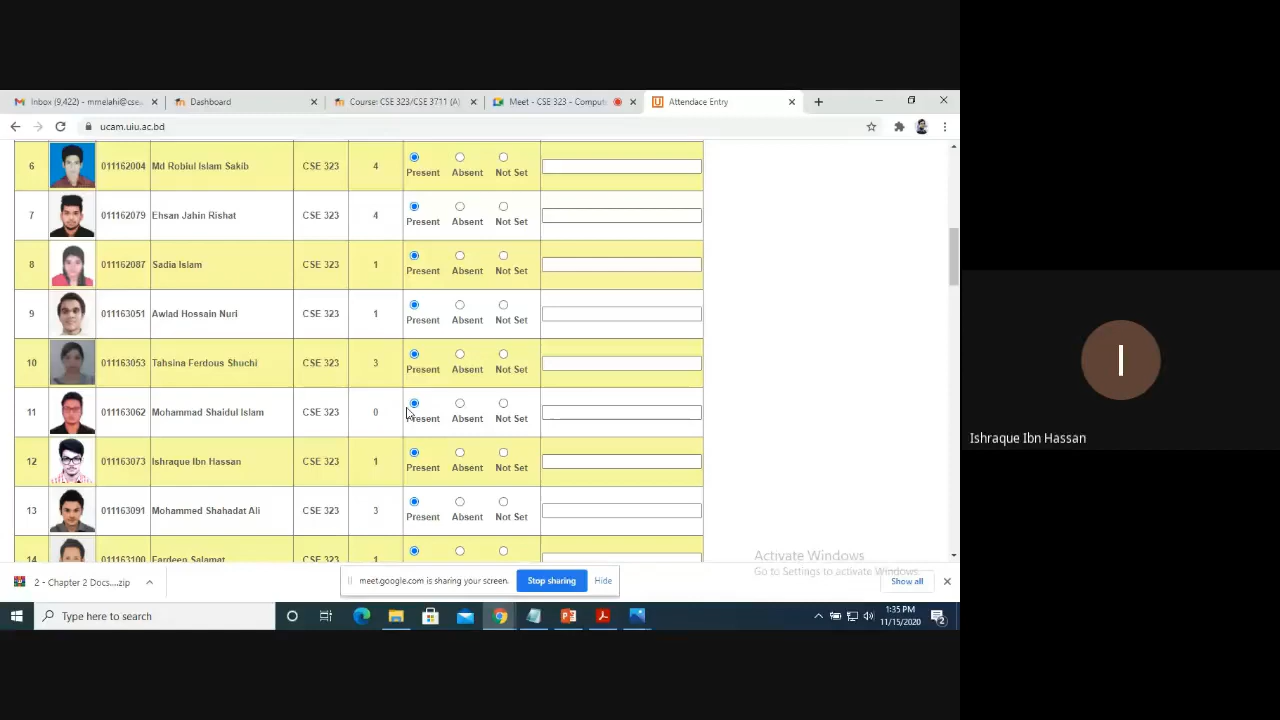 Inbox (9,422) - mmelahi@cse.
Dashboard
Course: CSE 323/CSE 3711 (A)
Meet - CSE 323 - Comput
Attendace Entry
ucam.uiu.ac.bd
6 011162004 Md Robiul Islam Sakib CSE 323 4 Present Absent Not Set
7 011162079 Ehsan Jahin Rishat CSE 323 4 Present Absent Not Set
8 011162087 Sadia Islam CSE 323 1 Present Absent Not Set
9 011163051 Awlad Hossain Nuri CSE 323 1 Present Absent Not Set
10 011163053 Tahsina Ferdous Shuchi CSE 323 3 Present Absent Not Set
11 011163062 Mohammad Shaidul Islam CSE 323 0 Present Absent Not Set
12 011163073 Ishraque Ibn Hassan CSE 323 1 Present Absent Not Set
13 011163091 Mohammed Shahadat Ali CSE 323 3 Present Absent Not Set
14 011163100 Fardeen Salamat CSE 323 1
I
Ishraque Ibn Hassan
Activate Windows
Go to Settings to activate Windows.
2 - Chapter 2 Docs....zip
meet.google.com is sharing your screen.
Stop sharing
Hide
Show all
Type here to search
1:35 PM
11/15/2020
2